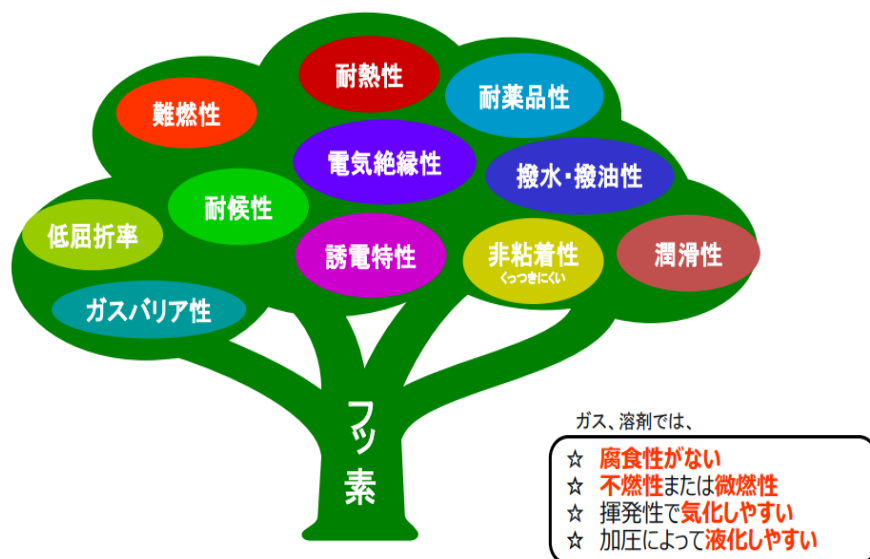 耐熱性
難燃性
耐薬品性
電気絶縁性
撥水・撥油性
耐候性
低屈折率
誘電特性
非粘着性
くっつきにくい
潤滑性
ガスバリア性
フッ素
ガス、溶剤では、
☆ 腐食性がない
☆ 不燃性または微燃性
☆ 揮発性で気化しやすい
☆ 加圧によって液化しやすい